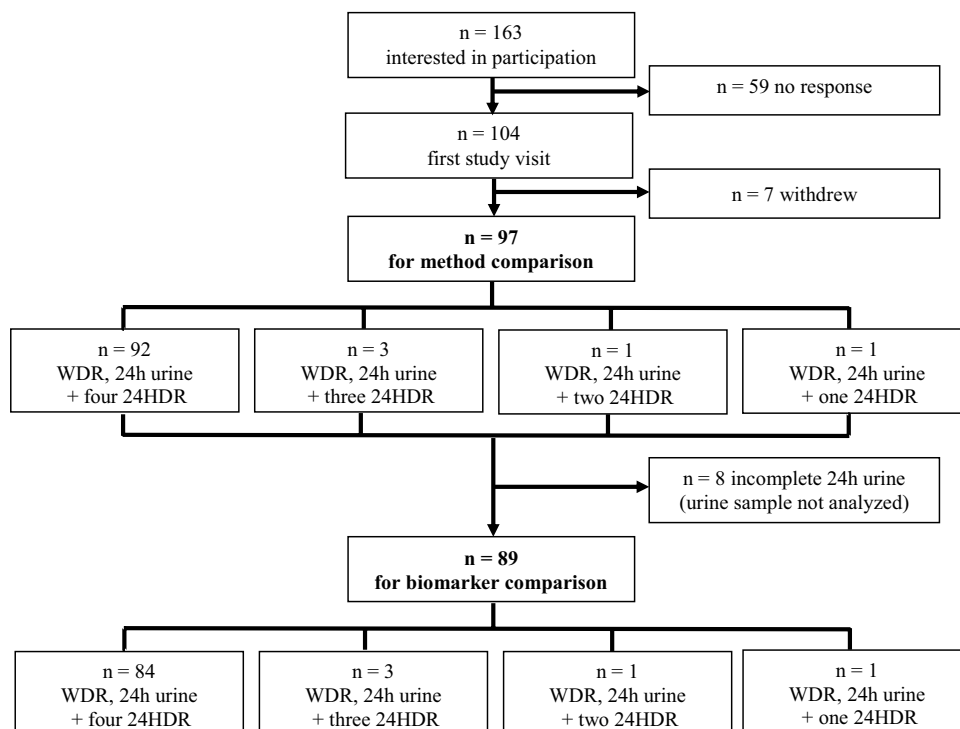 n = 163
interested in participation
n = 59 no response
n = 104
first study visit
n = 7 withdrew
n = 97
for method comparison
n = 92
WDR, 24h urine
+ four 24HDR
n = 3
WDR, 24h urine
+ three 24HDR
n = 1
WDR, 24h urine
+ two 24HDR
n = 1
WDR, 24h urine
+ one 24HDR
n = 8 incomplete 24h urine
(urine sample not analyzed)
n = 89
for biomarker comparison
n = 84
WDR, 24h urine
+ four 24HDR
n = 3
WDR, 24h urine
+ three 24HDR
n = 1
WDR, 24h urine
+ two 24HDR
n = 1
WDR, 24h urine
+ one 24HDR